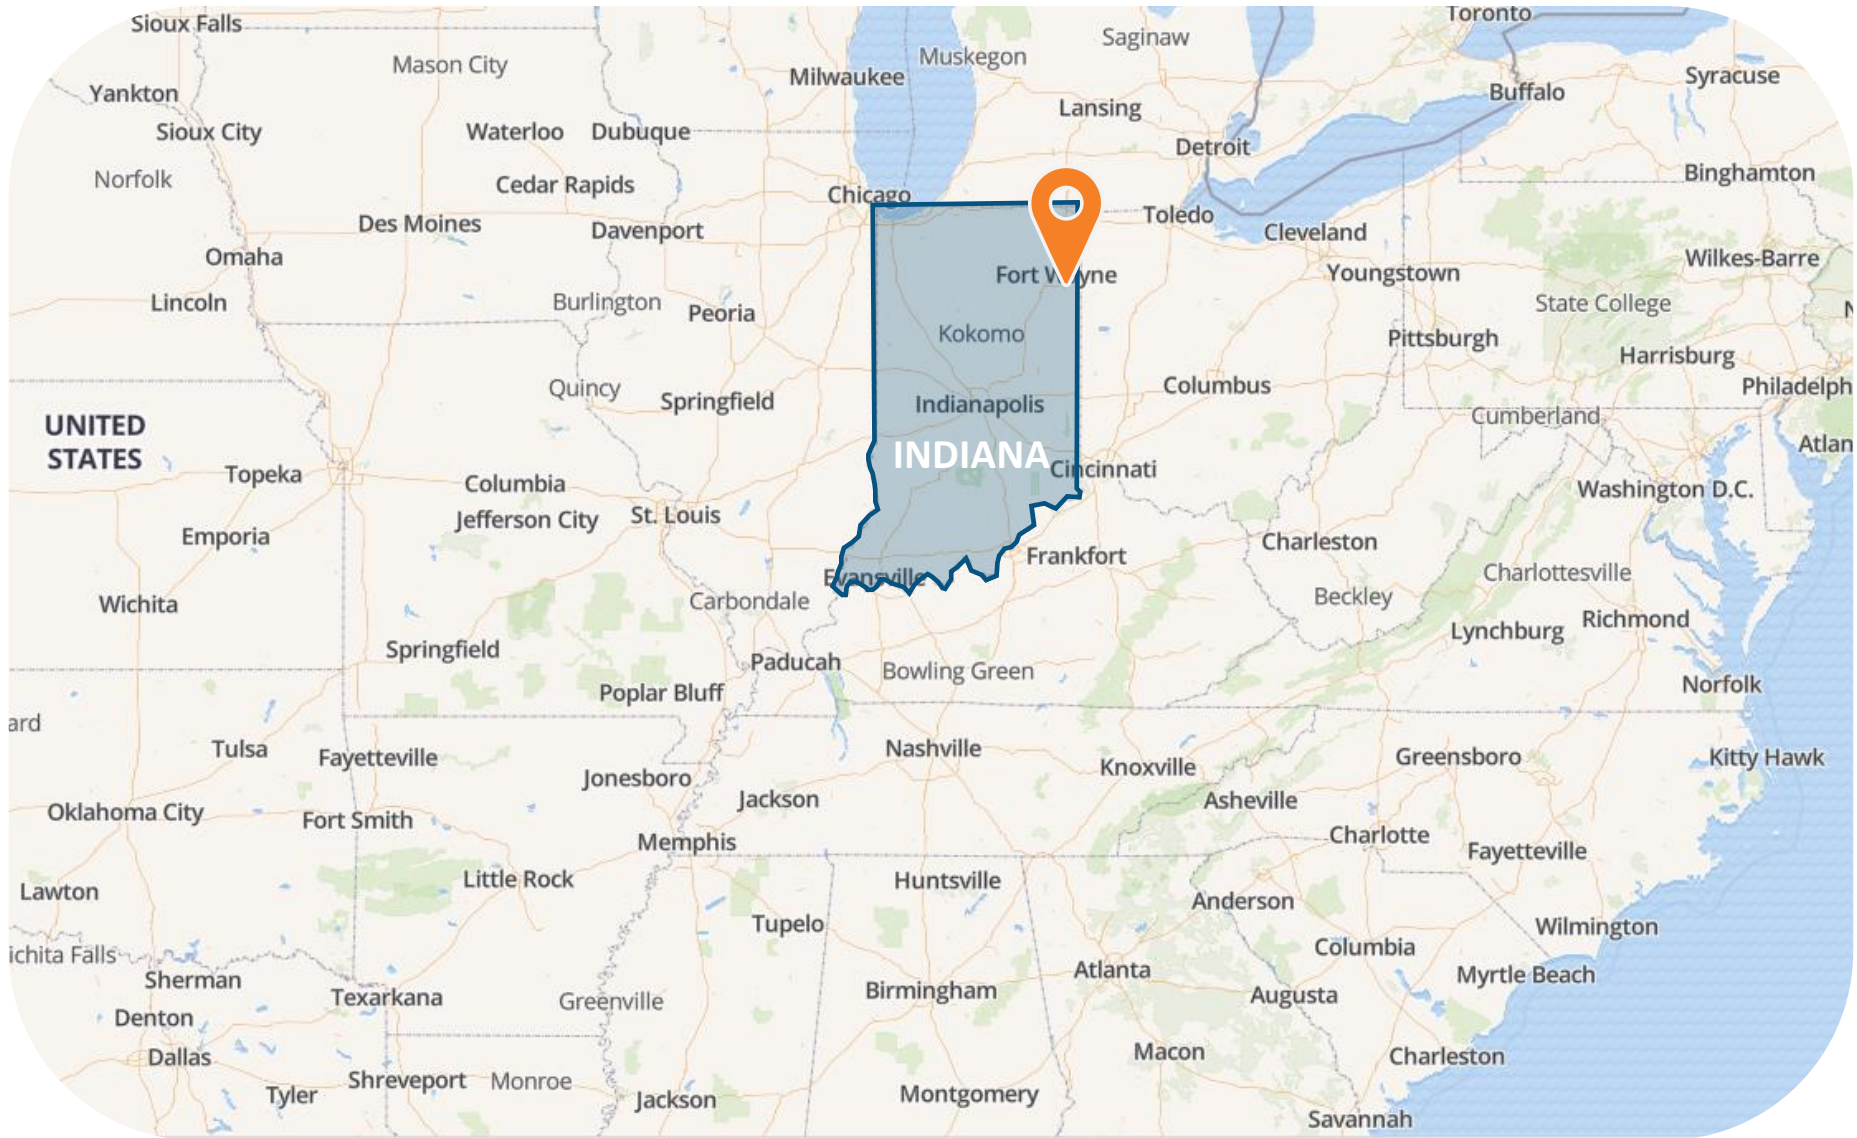 Sioux Falls
Toronto
Mason City
Muskegon
Saginaw
Milwaukee
Syracuse
Yankton
Lansing
Buffalo
Sioux City
Waterloo
Dubuque
Detroit
Norfolk
Cedar Rapids
Chicago
Binghamton
Des Moines
Davenport
Toledo
Cleveland
Omaha
Fort Wayne
Youngstown
Wilkes-Barre
Lincoln
Burlington
Peoria
State College
N
Kokomo
Pittsburgh
Harrisburg
Quincy
Springfield
Columbus
Philadelph
Indianapolis
Cumberland
UNITED
STATES
INDIANA
Atlan
Topeka
Columbia
Cincinnati
Washington D.C.
Jefferson City
St. Louis
Emporia
Frankfort
Charleston
Evansville
Charlottesville
Wichita
Carbondale
Beckley
Richmond
Lynchburg
Springfield
Paducah
Bowling Green
Poplar Bluff
Norfolk
ard
Tulsa
Fayetteville
Nashville
Greensboro
Kitty Hawk
Jonesboro
Knoxville
Jackson
Asheville
Oklahoma City
Fort Smith
Memphis
Charlotte
Fayetteville
Lawton
Little Rock
Huntsville
Anderson
Tupelo
Wilmington
ichita Falls
Columbia
Sherman
Atlanta
Myrtle Beach
Texarkana
Greenville
Birmingham
Augusta
Denton
Dallas
Macon
Charleston
Tyler
Shreveport
Monroe
Jackson
Montgomery
Savannah